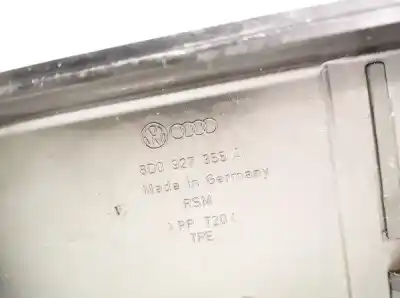 8D0 927 355 A
Made in Germany
RSM
>PP T20<
TPE